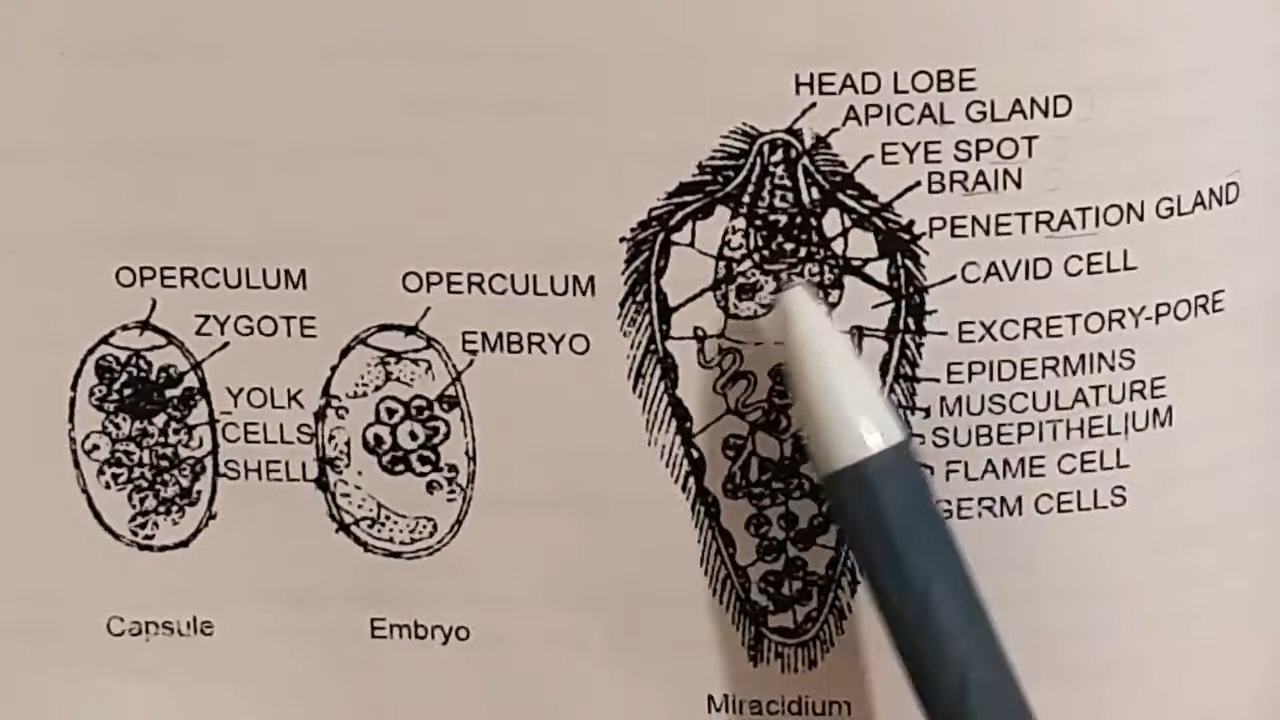 HEAD LOBE
APICAL GLAND
EYE SPOT
BRAIN
PENETRATION GLAND
CAVID CELL
EXCRETORY-PORE
EPIDERMINS
MUSCULATURE
SUBEPITHELIUM
FLAME CELL
GERM CELLS
OPERCULUM
ZYGOTE
YOLK
CELLS
SHELL
OPERCULUM
EMBRYO
Capsule
Embryo
Miracidium